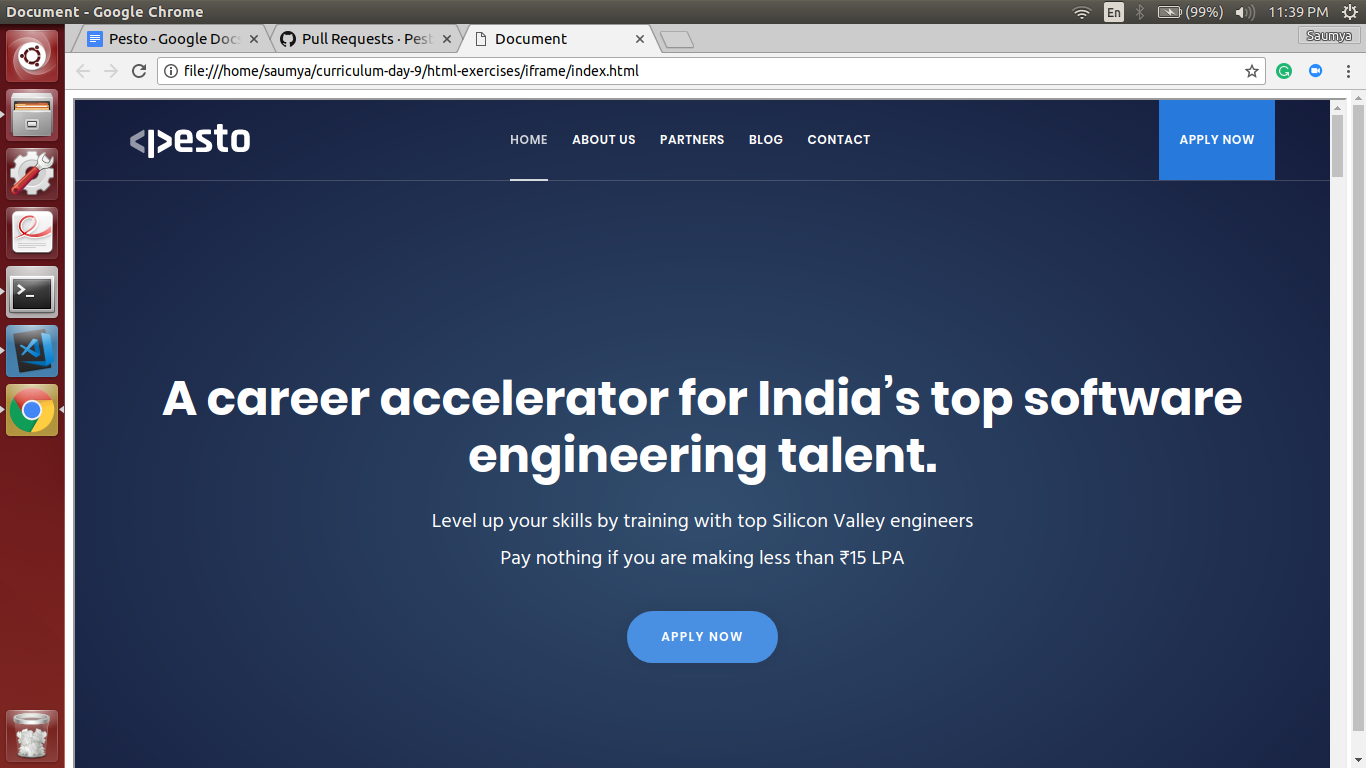 Document - Google Chrome
En
(99%)
11:39 PM
Pesto - Google Doc
Pull Requests · Pest
Document
Saumya
file:///home/saumya/curriculum-day-9/html-exercises/iframe/index.html
<pesto
HOME
ABOUT US
PARTNERS
BLOG
CONTACT
APPLY NOW
A career accelerator for India’s top software
engineering talent.
Level up your skills by training with top Silicon Valley engineers
Pay nothing if you are making less than ₹15 LPA
APPLY NOW